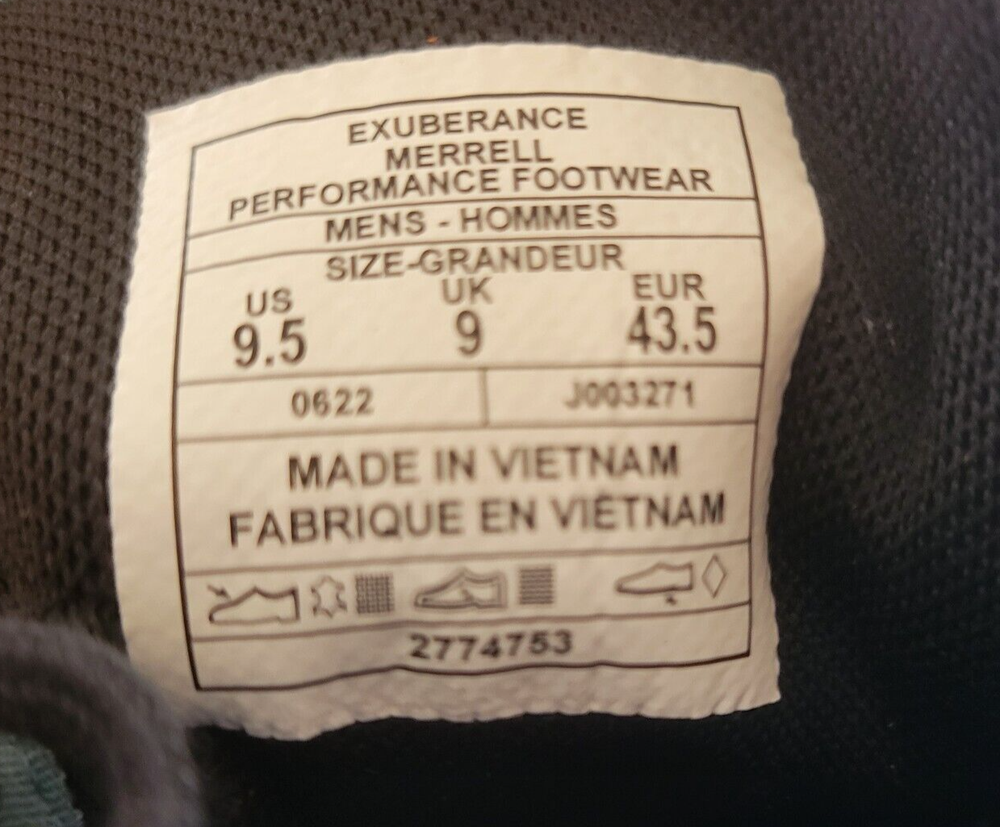 EXUBERANCE
MERRELL
PERFORMANCE FOOTWEAR
MENS - HOMMES
SIZE-GRANDEUR
US UK EUR
9.5 9 43.5
0622 J003271
MADE IN VIETNAM
FABRIQUE EN VIÊTNAM
2774753